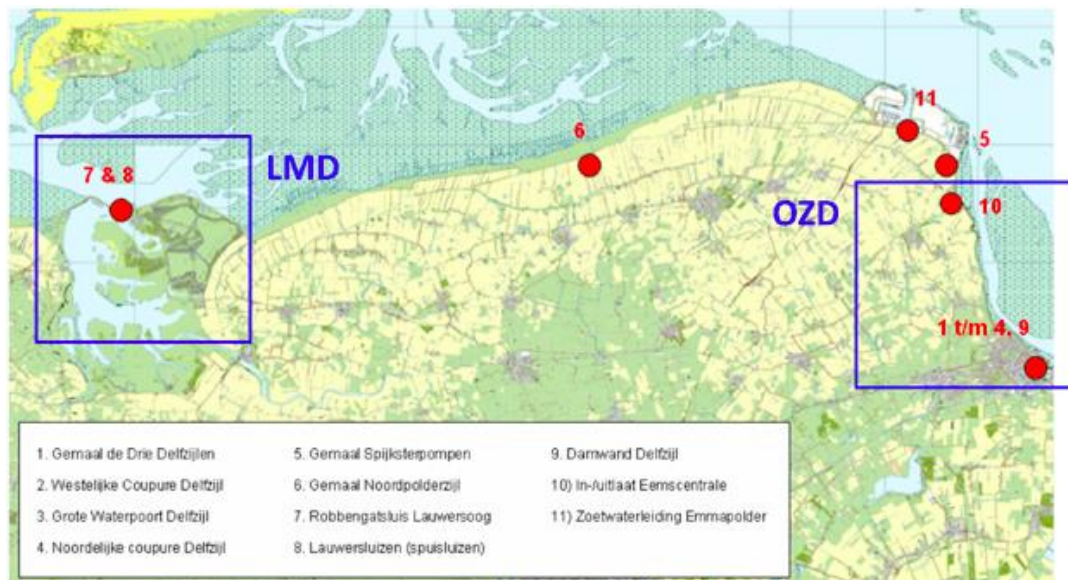 11
6
5
7 & 8
LMD
10
OZD
1 t/m 4, 9
1. Gemaal de Drie Delfzijlen
2. Westelijke Coupure Delfzijl
3. Grote Waterpoort Delfzijl
4. Noordelijke coupure Delfzijl
5. Gemaal Spijksterpompen
6. Gemaal Noordpolderzijl
7. Robbengatsluis Lauwersoog
8. Lauwersluizen (spuisluizen)
9. Damwand Delfzijl
10) In-/uitlaat Eemscentrale
11) Zoetwaterleiding Emmapolder